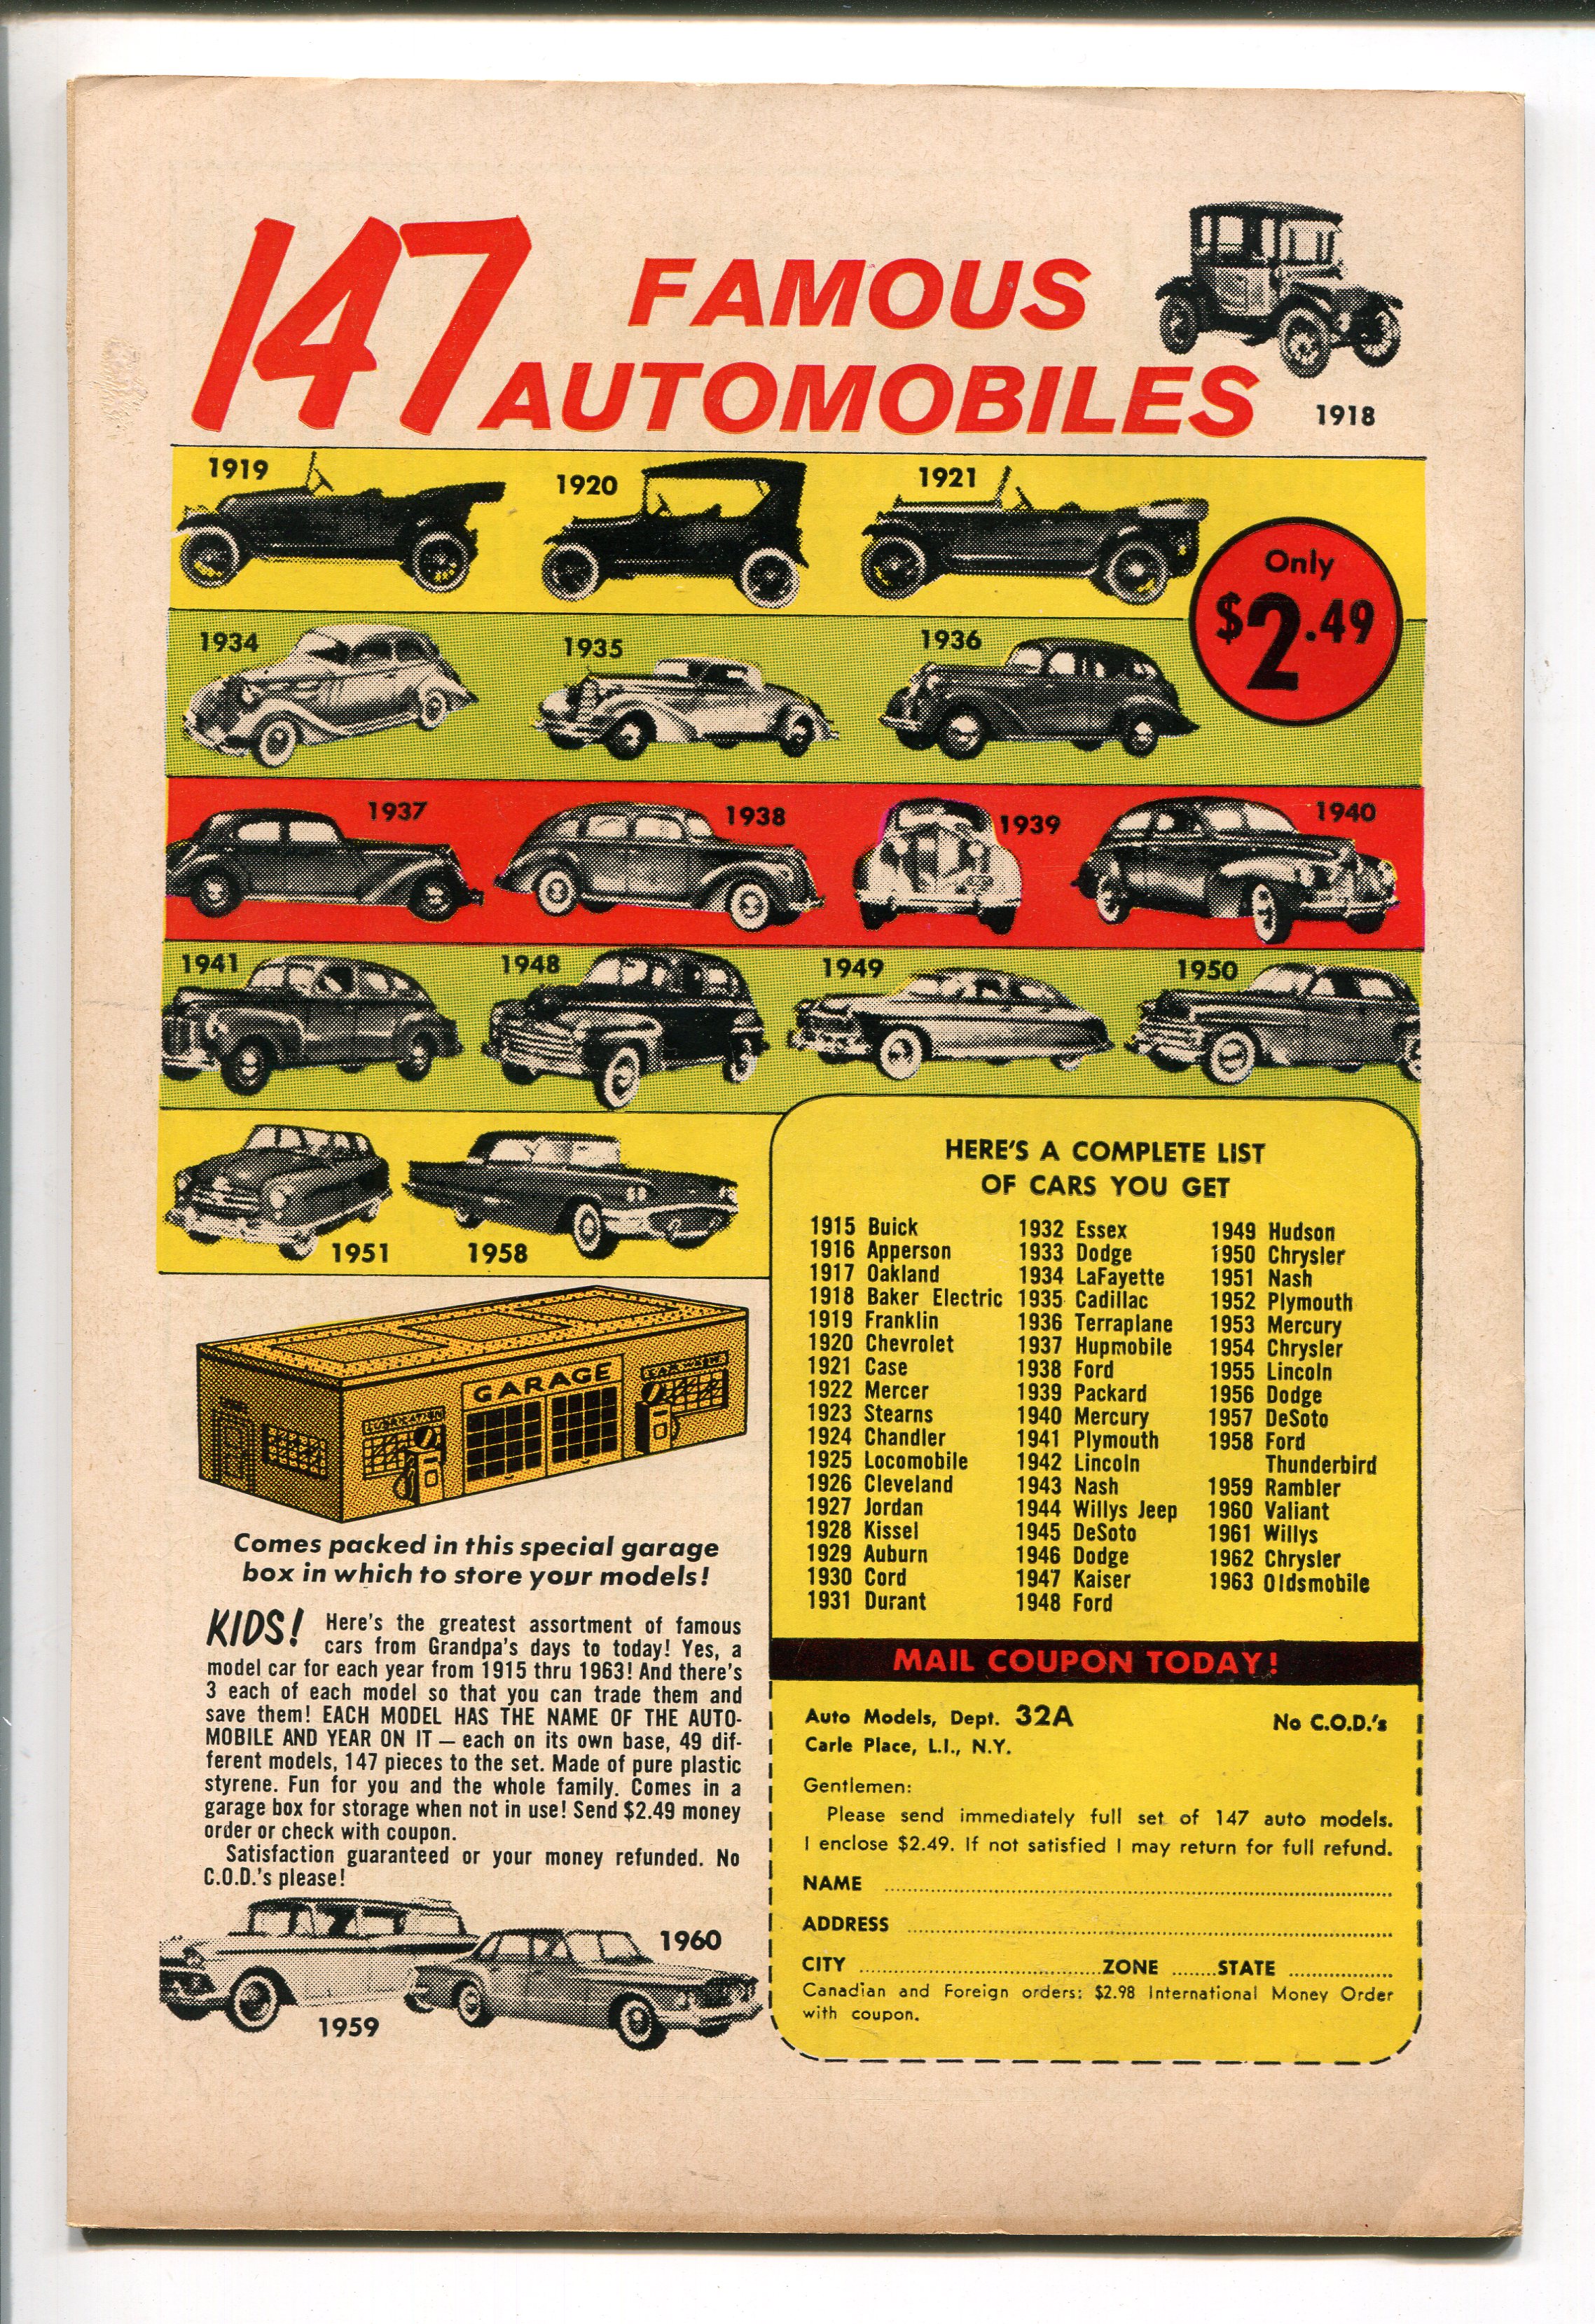 147 FAMOUS
AUTOMOBILES
1918
1919
1920
1921
Only
$2.49
1934
1935
1936
1937
1938
1939
1940
1941
1948
1949
1950
1951
1958
GARAGE
Comes packed in this special garage
box in which to store your models!
KIDS! Here's the greatest assortment of famous
cars from Grandpa's days to today! Yes, a
model car for each year from 1915 thru 1963! And there's
3 each of each model so that you can trade them and
save them! EACH MODEL HAS THE NAME OF THE AUTO-
MOBILE AND YEAR ON IT — each on its own base, 49 dif-
ferent models, 147 pieces to the set. Made of pure plastic
styrene. Fun for you and the whole family. Comes in a
garage box for storage when not in use! Send $2.49 money
order or check with coupon.
Satisfaction guaranteed or your money refunded. No
C.O.D.'s please!
1959
1960
HERE'S A COMPLETE LIST
OF CARS YOU GET
1915 Buick
1916 Apperson
1917 Oakland
1918 Baker Electric
1919 Franklin
1920 Chevrolet
1921 Case
1922 Mercer
1923 Stearns
1924 Chandler
1925 Locomobile
1926 Cleveland
1927 Jordan
1928 Kissel
1929 Auburn
1930 Cord
1931 Durant
1932 Essex
1933 Dodge
1934 LaFayette
1935 Cadillac
1936 Terraplane
1937 Hupmobile
1938 Ford
1939 Packard
1940 Mercury
1941 Plymouth
1942 Lincoln
1943 Nash
1944 Willys Jeep
1945 DeSoto
1946 Dodge
1947 Kaiser
1948 Ford
1949 Hudson
1950 Chrysler
1951 Nash
1952 Plymouth
1953 Mercury
1954 Chrysler
1955 Lincoln
1956 Dodge
1957 DeSoto
1958 Ford
Thunderbird
1959 Rambler
1960 Valiant
1961 Willys
1962 Chrysler
1963 Oldsmobile
MAIL COUPON TODAY!
Auto Models, Dept. 32A No C.O.D.'s
Carle Place, L.I., N.Y.
Gentlemen:
Please send immediately full set of 147 auto models.
I enclose $2.49. If not satisfied I may return for full refund.
NAME
ADDRESS
CITY ZONE STATE
Canadian and Foreign orders: $2.98 International Money Order
with coupon.